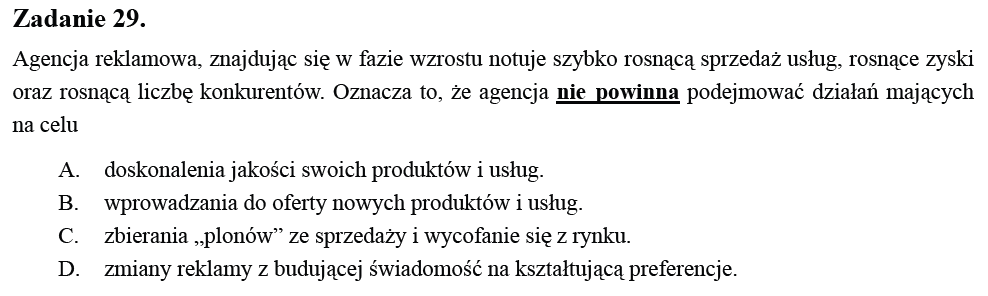 Zadanie 29.
Agencja reklamowa, znajdując się w fazie wzrostu notuje szybko rosnącą sprzedaż usług, rosnące zyski
oraz rosnącą liczbę konkurentów. Oznacza to, że agencja nie powinna podejmować działań mających
na celu
A. doskonalenia jakości swoich produktów i usług.
B. wprowadzania do oferty nowych produktów i usług.
C. zbierania „plonów” ze sprzedaży i wycofanie się z rynku.
D. zmiany reklamy z budującej świadomość na kształtującą preferencje.